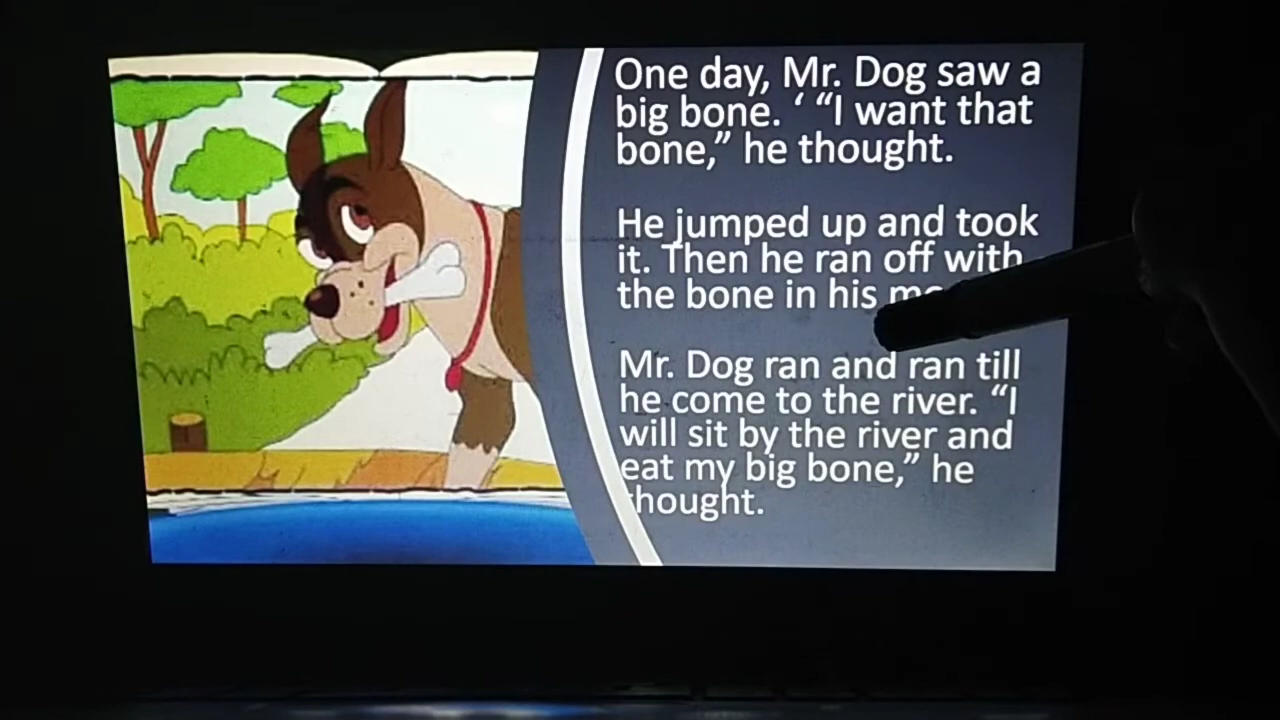 One day, Mr. Dog saw a
big bone. ‘ “I want that
bone,” he thought.
He jumped up and took
it. Then he ran off with
the bone in his
Mr. Dog ran and ran till
he come to the river. “I
will sit by the river and
eat my big bone,” he
thought.